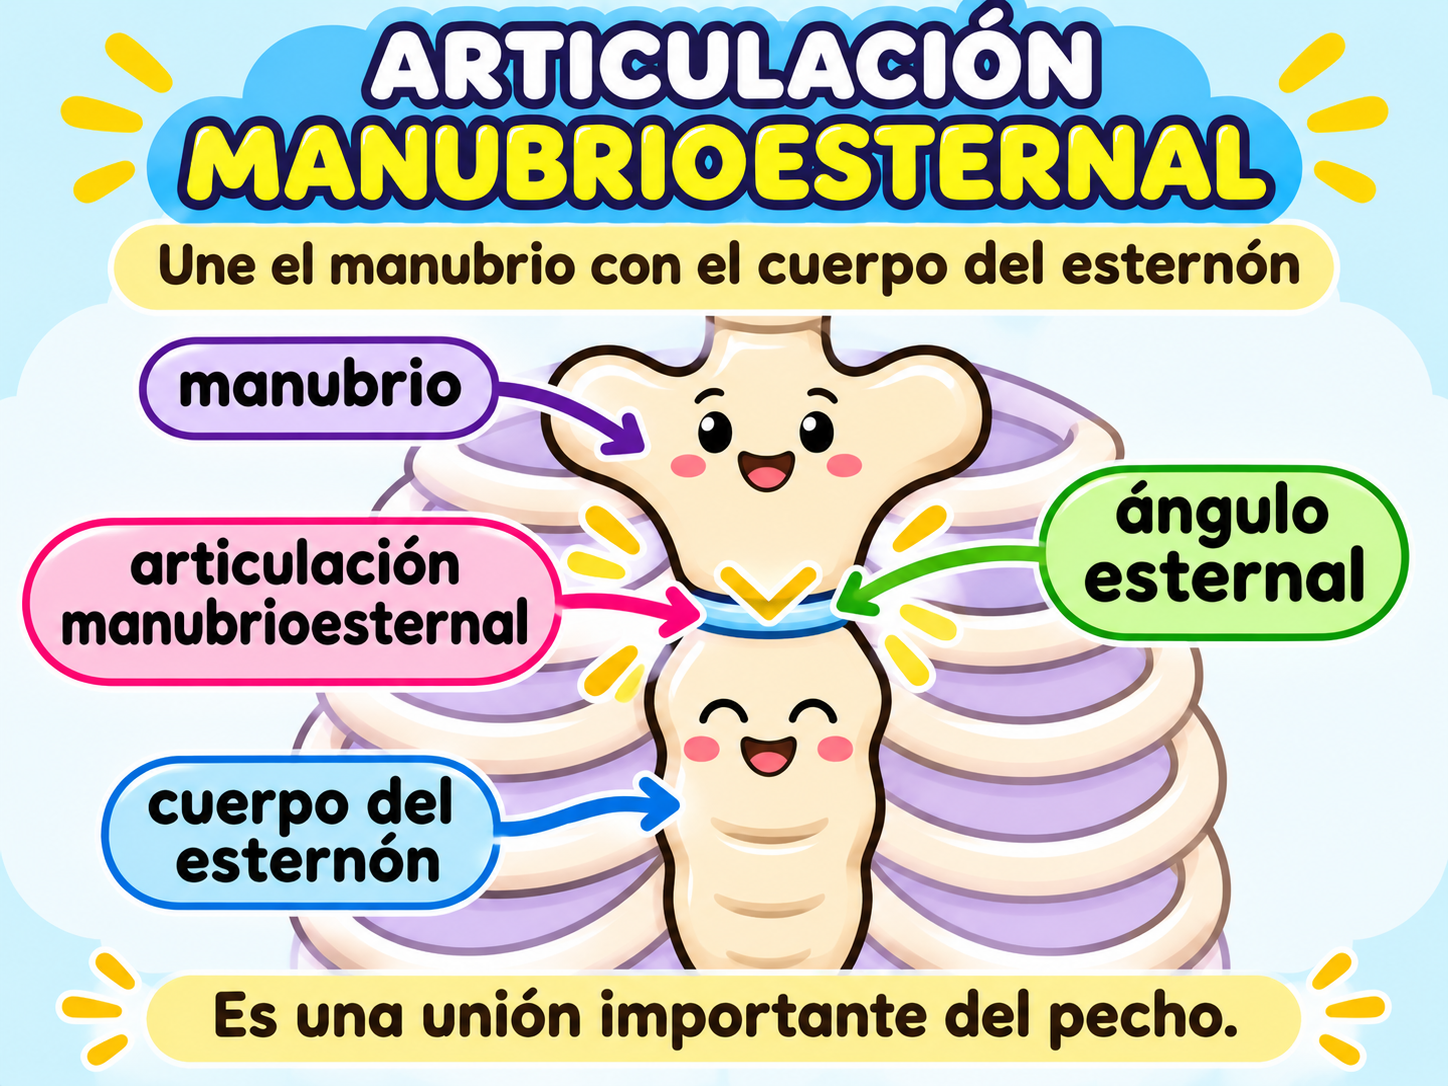 ARTICULACIÓN
MANUBRIOESTERNAL
Une el manubrio con el cuerpo del esternón
manubrio
articulación
manubrioesternal
ángulo
esternal
cuerpo del
esternón
Es una unión importante del pecho.